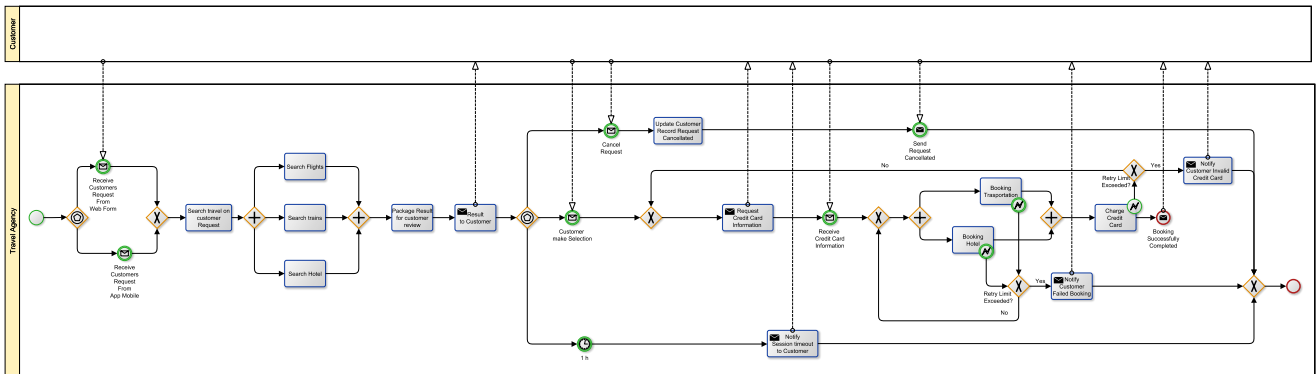 Customer
Travel Agency
Receive
Customers
Request
From
Web Form
Receive
Customers
Request
From
App Mobile
Search travel on
customer
Request
Search Flights
Search trains
Search Hotel
Package Result
for customer
review
Result
to Customer
Cancel
Request
Update Customer
Record Request
Cancellated
Send
Request
Cancellated
Customer
make Selection
1 h
Notify
Session timeout
to Customer
No
Request
Credit Card
Information
Receive
Credit Card
Information
Booking
Trasportation
Booking
Hotel
Retry Limit
Exceeded?
Yes
No
Notify
Customer
Failed Booking
Charge
Credit
Card
Retry Limit
Exceeded?
Yes
Notify
Customer Invalid
Credit Card
Booking
Successfully
Completed